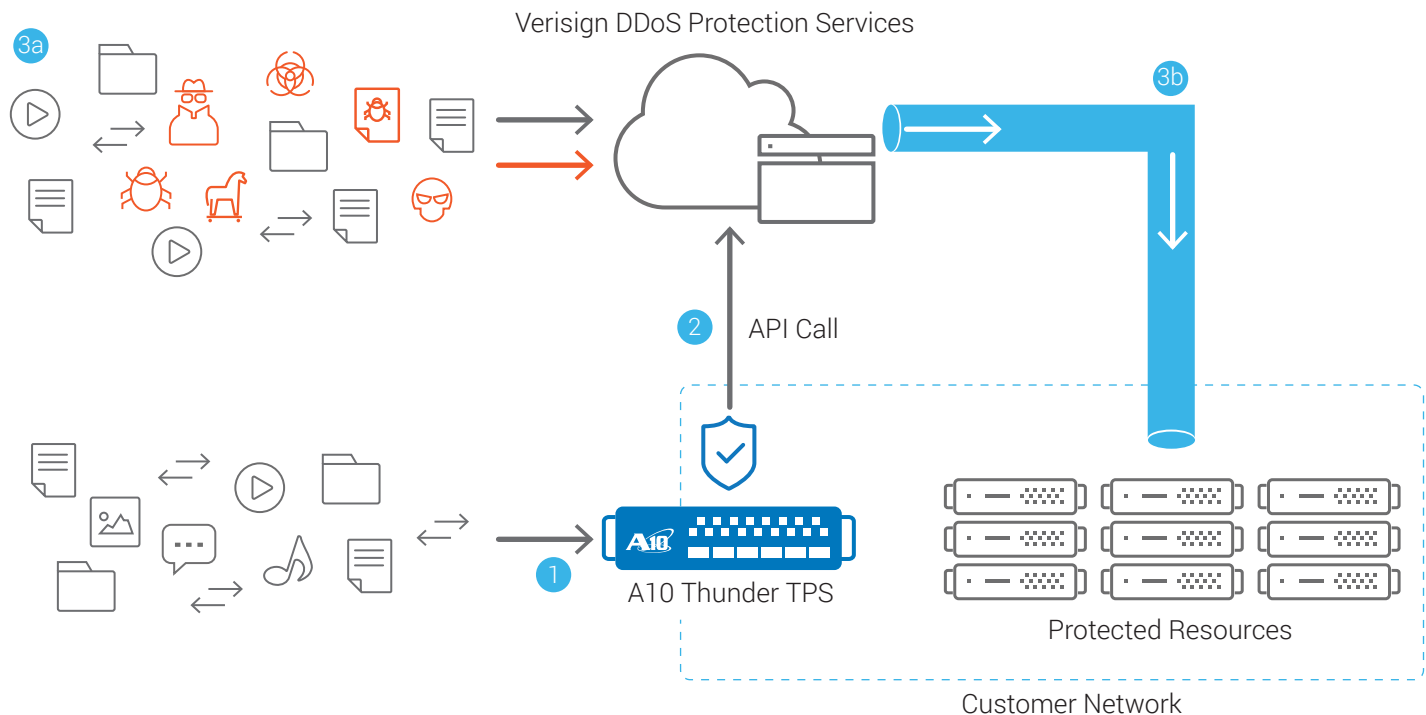 Verisign DDoS Protection Services
3a
3b
2
API Call
A10
1
A10 Thunder TPS
Protected Resources
Customer Network